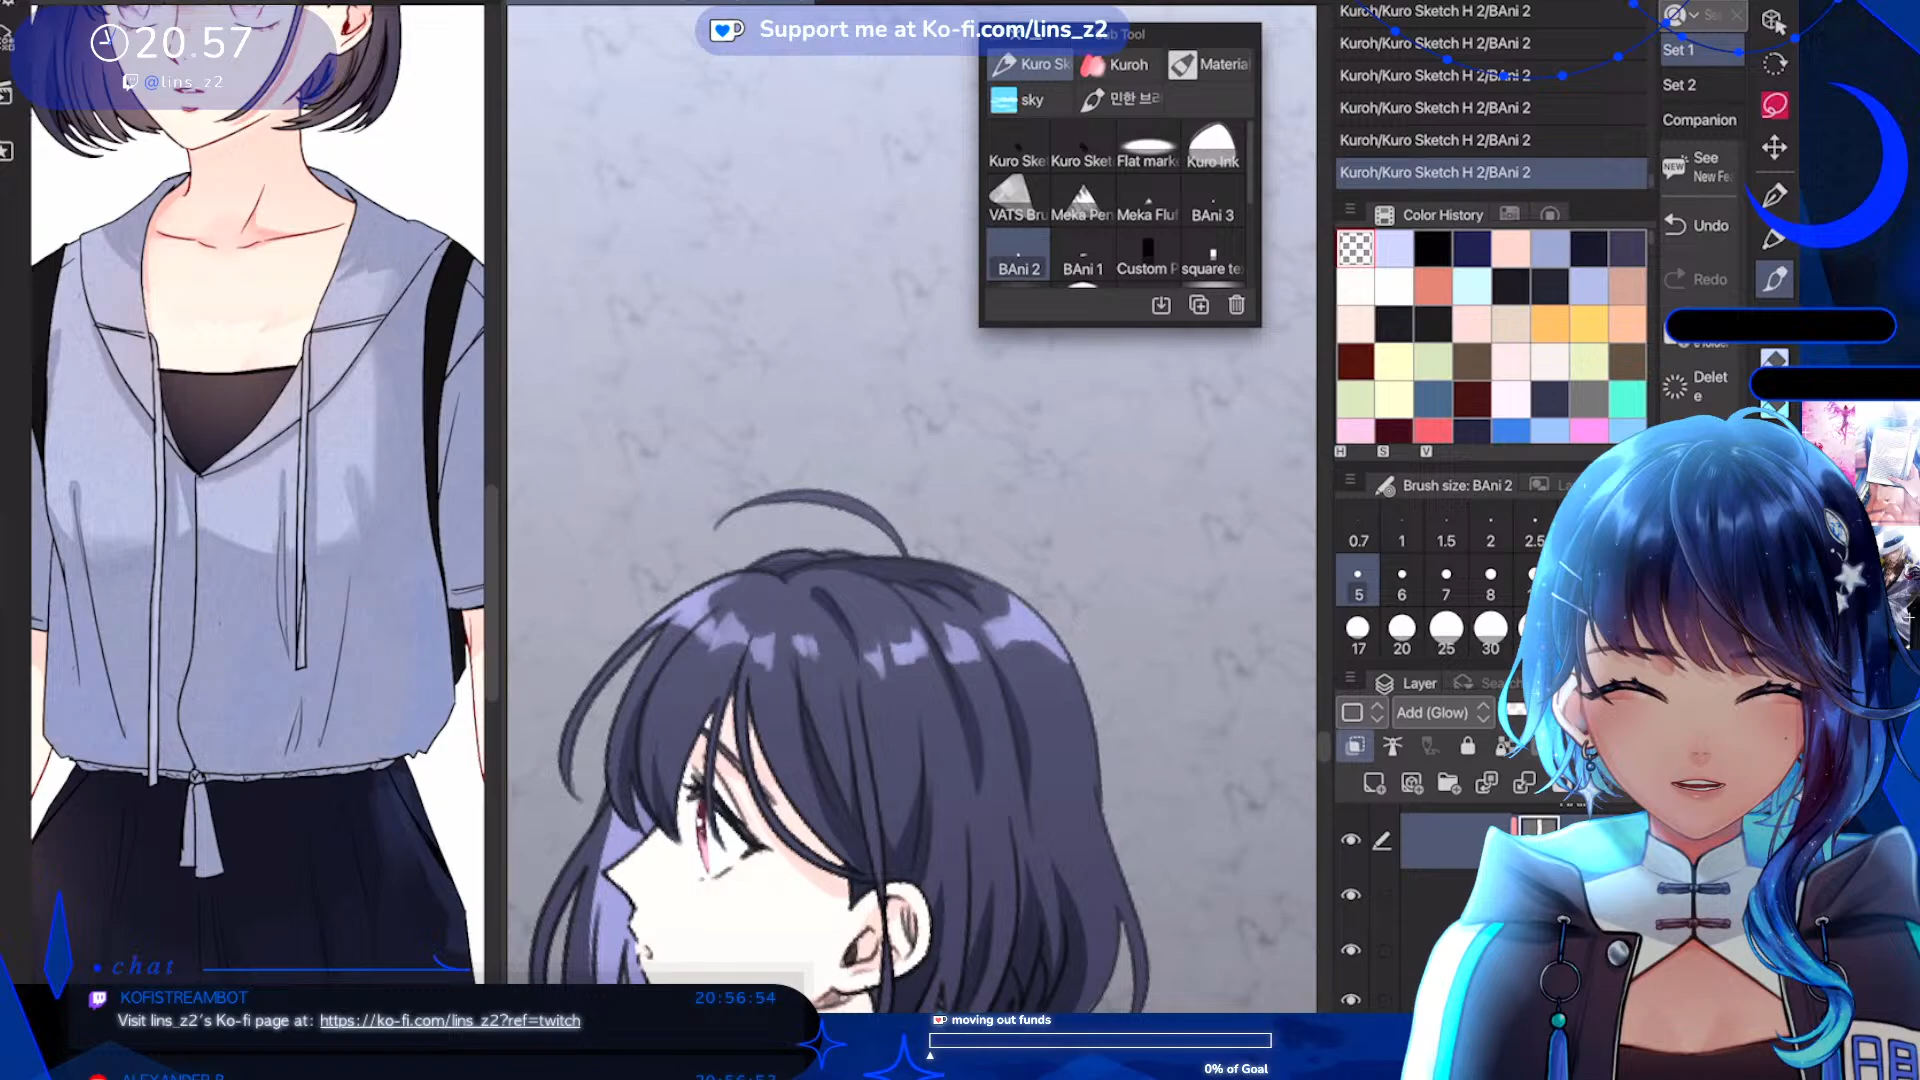 20.57
@lins_z2
Support me at Ko-fi.com/lins_z2
Tool
Kuro Sk
Kuroh
Materia
sky
민한 브
Kuro Ske
Kuro Sket
Flat mark
Kuro Ink
VATS Bru
Meka Pen
Meka Fluf
BAni 3
BAni 2
BAni 1
Custom P
square te
Kuroh/Kuro Sketch H 2/BAni 2
Kuroh/Kuro Sketch H 2/BAni 2
Kuroh/Kuro Sketch H 2/BAni 2
Kuroh/Kuro Sketch H 2/BAni 2
Kuroh/Kuro Sketch H 2/BAni 2
Kuroh/Kuro Sketch H 2/BAni 2
Color History
H S V
Brush size: BAni 2
0.7 1 1.5 2 2.5
5 6 7 8
17 20 25 30
Layer
Add (Glow)
Set 1
Set 2
Companion
NEW
See
New Fe
Undo
Redo
Delet
e
chat
KOFISTREAMBOT 20:56:54
Visit lins_z2's Ko-fi page at: https://ko-fi.com/lins_z2?ref=twitch
moving out funds
0% of Goal